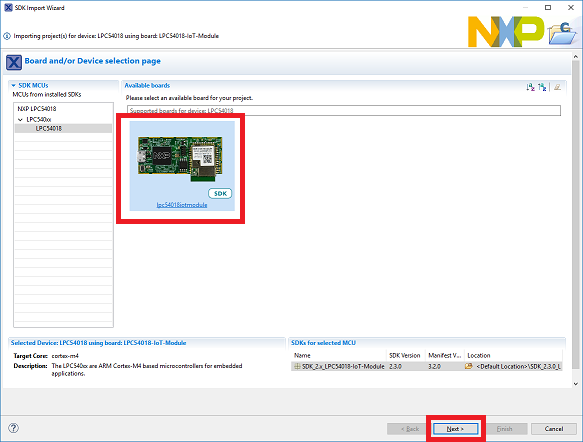 SDK Import Wizard
NXP
Importing project(s) for device: LPC54018 using board: LPC54018-IoT-Module
Board and/or Device selection page
SDK MCUs
MCUs from installed SDKs
NXP LPC54018
LPC540xx
LPC54018
Available boards
Please select an available board for your project.
Supported boards for device: LPC54018
SDK
lpc54018iotmodule
Selected Device: LPC54018 using board: LPC54018-IoT-Module
Target Core: cortex-m4
Description: The LPC540xx are ARM Cortex-M4 based microcontrollers for embedded
applications.
SDKs for selected MCU
Name SDK Version Manifest V... Location
SDK_2.x_LPC54018-IoT-Module 2.3.0 3.2.0 <Default Location>\SDK_2.3.0_L
< Back Next > Finish Cancel